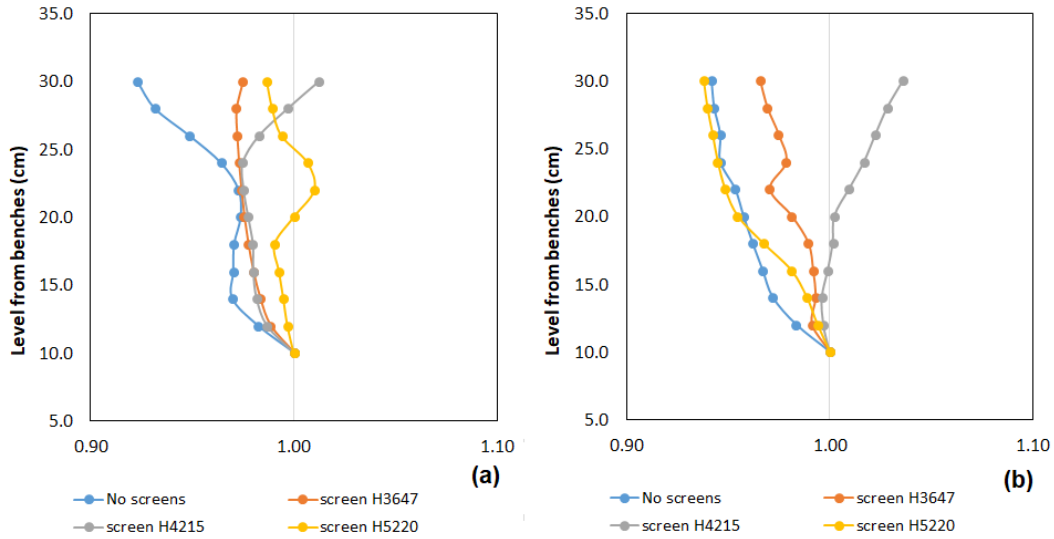 35.0
30.0
25.0
20.0
15.0
10.0
5.0
Level from benches (cm)
0.90 1.00 1.10
(a)
No screens screen H3647
screen H4215 screen H5220
35.0
30.0
25.0
20.0
15.0
10.0
5.0
Level from benches (cm)
0.90 1.00 1.10
(b)
No screens screen H3647
screen H4215 screen H5220